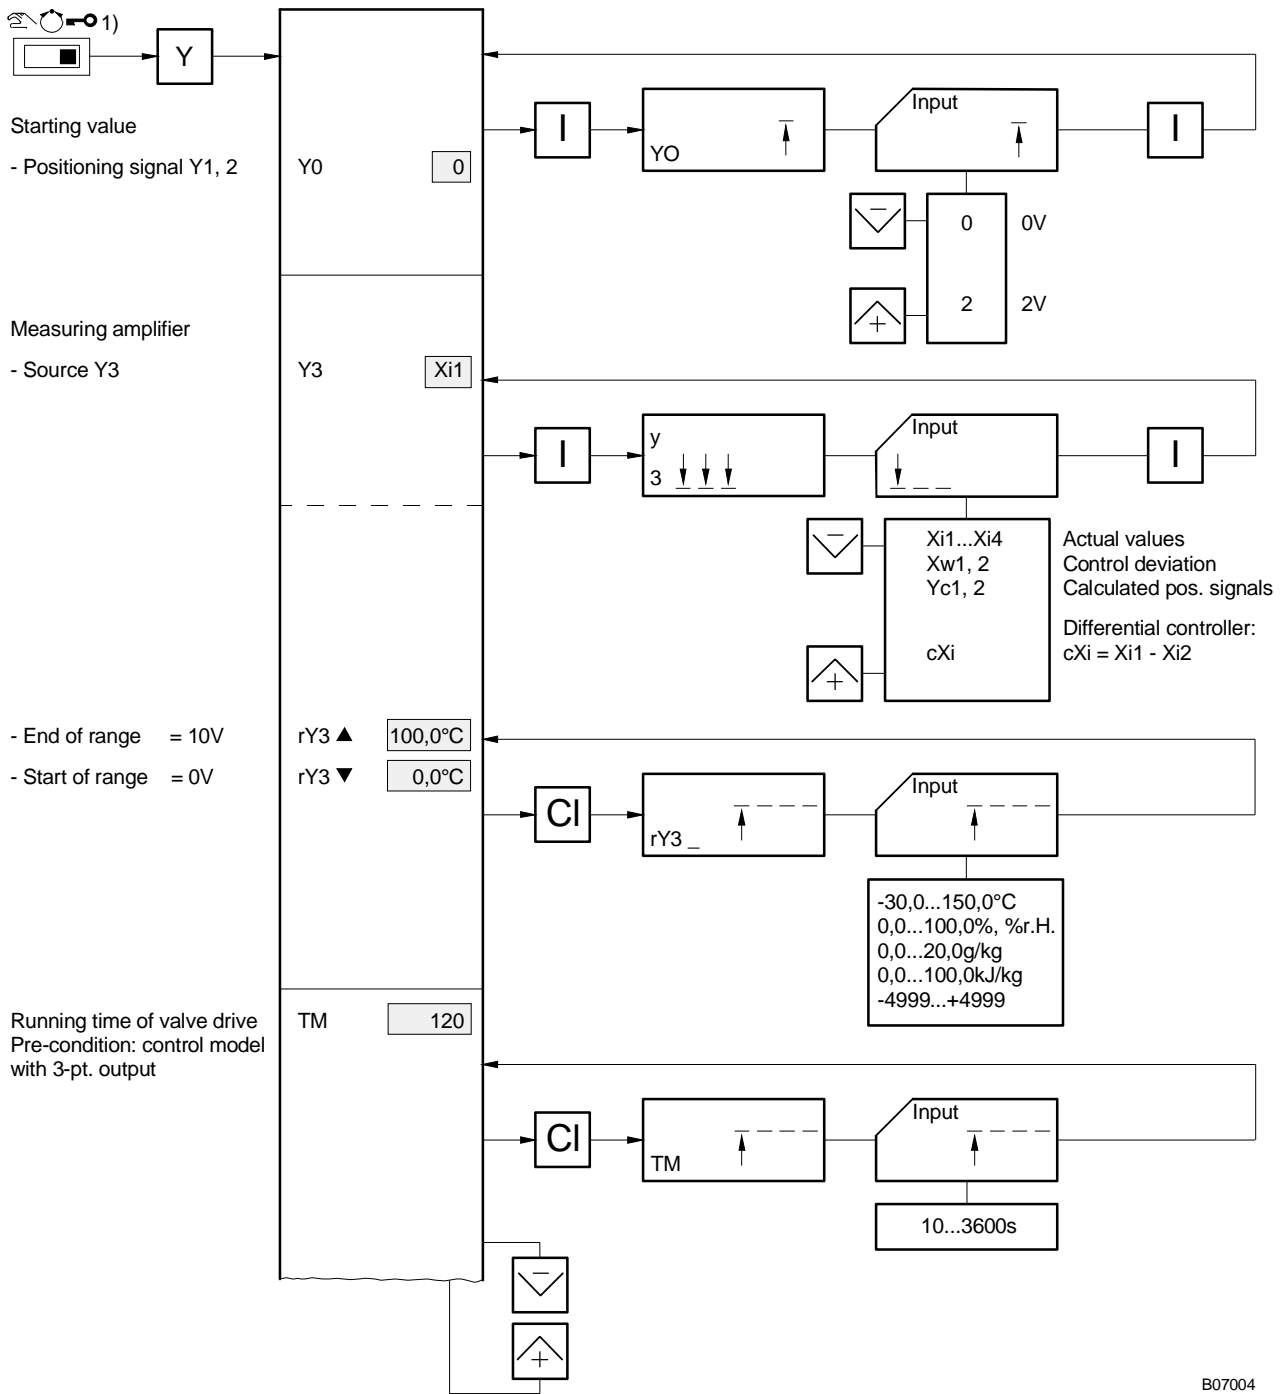 1)
Y
Starting value
- Positioning signal Y1, 2
Y0
0
I
YO
Input
I
0 0V
2 2V
Measuring amplifier
- Source Y3
Y3
Xi1
I
y
3
Input
I
Xi1...Xi4 Actual values
Xw1, 2 Control deviation
Yc1, 2 Calculated pos. signals
Differential controller:
cXi cXi = Xi1 - Xi2
- End of range = 10V
rY3 ▲ 100,0°C
- Start of range = 0V
rY3 ▼ 0,0°C
CI
rY3 _
Input
-30,0...150,0°C
0,0...100,0%, %r.H.
0,0...20,0g/kg
0,0...100,0kJ/kg
-4999...+4999
Running time of valve drive
Pre-condition: control model
with 3-pt. output
TM
120
CI
TM
Input
10...3600s
B07004